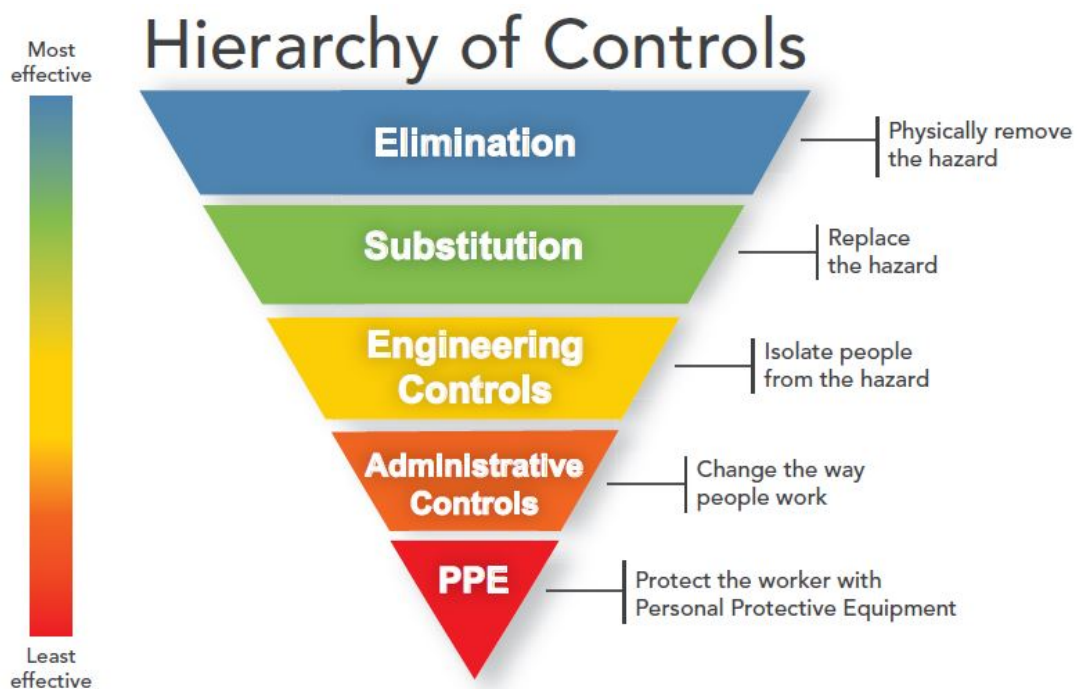 Hierarchy of Controls
Most
effective
Elimination
Physically remove
the hazard
Substitution
Replace
the hazard
Engineering
Controls
Isolate people
from the hazard
Administrative
Controls
Change the way
people work
PPE
Protect the worker with
Personal Protective Equipment
Least
effective